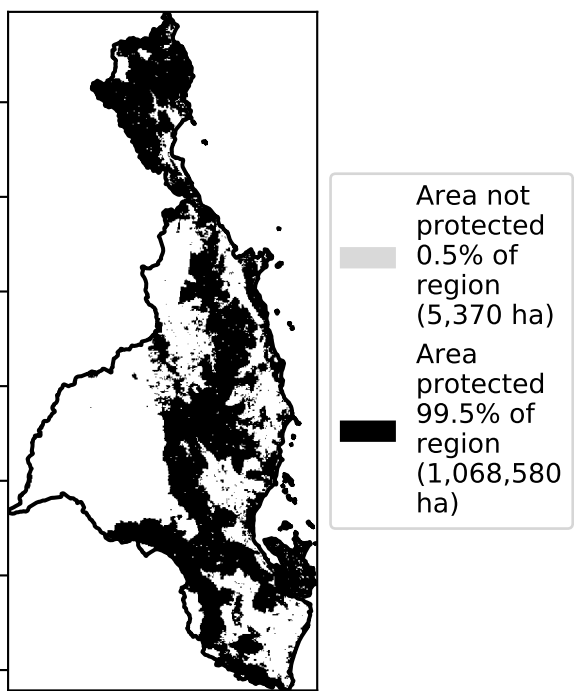 Area not
protected
0.5% of
region
(5,370 ha)
Area
protected
99.5% of
region
(1,068,580
ha)